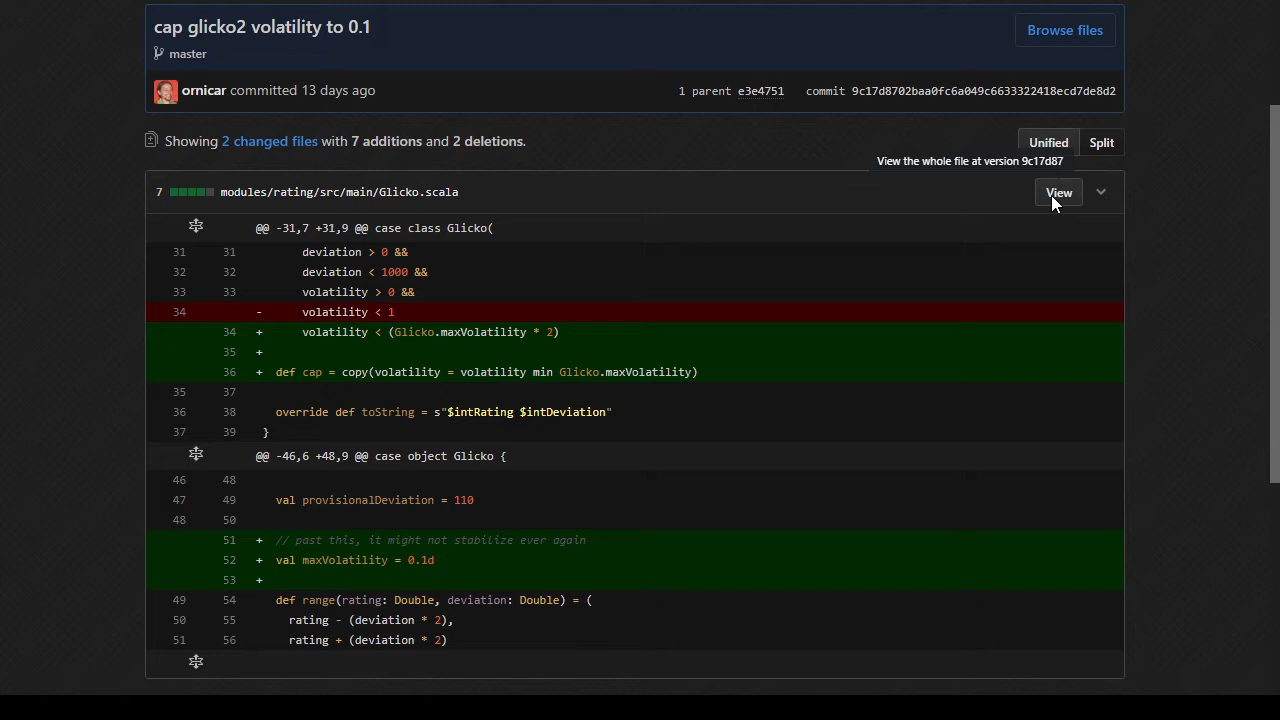 cap glicko2 volatility to 0.1
Browse files
master
ornicar committed 13 days ago
1 parent e3e4751 commit 9c17d8702baa0fc6a049c6633322418ecd7de8d2
Showing 2 changed files with 7 additions and 2 deletions.
Unified Split
View the whole file at version 9c17d87
7 modules/rating/src/main/Glicko.scala
View
@@ -31,7 +31,9 @@ case class Glicko(
31 31 deviation > 0 &&
32 32 deviation < 1000 &&
33 33 volatility > 0 &&
34 - volatility < 1
34 + volatility < (Glicko.maxVolatility * 2)
35 +
36 + def cap = copy(volatility = volatility min Glicko.maxVolatility)
35 37
36 38 override def toString = s"$intRating $intDeviation"
37 39 }
@@ -46,6 +48,9 @@ case object Glicko {
46 48
47 49 val provisionalDeviation = 110
48 50
51 + // past this, it might not stabilize ever again
52 + val maxVolatility = 0.1d
53 +
49 54 def range(rating: Double, deviation: Double) = (
50 55 rating - (deviation * 2),
51 56 rating + (deviation * 2)